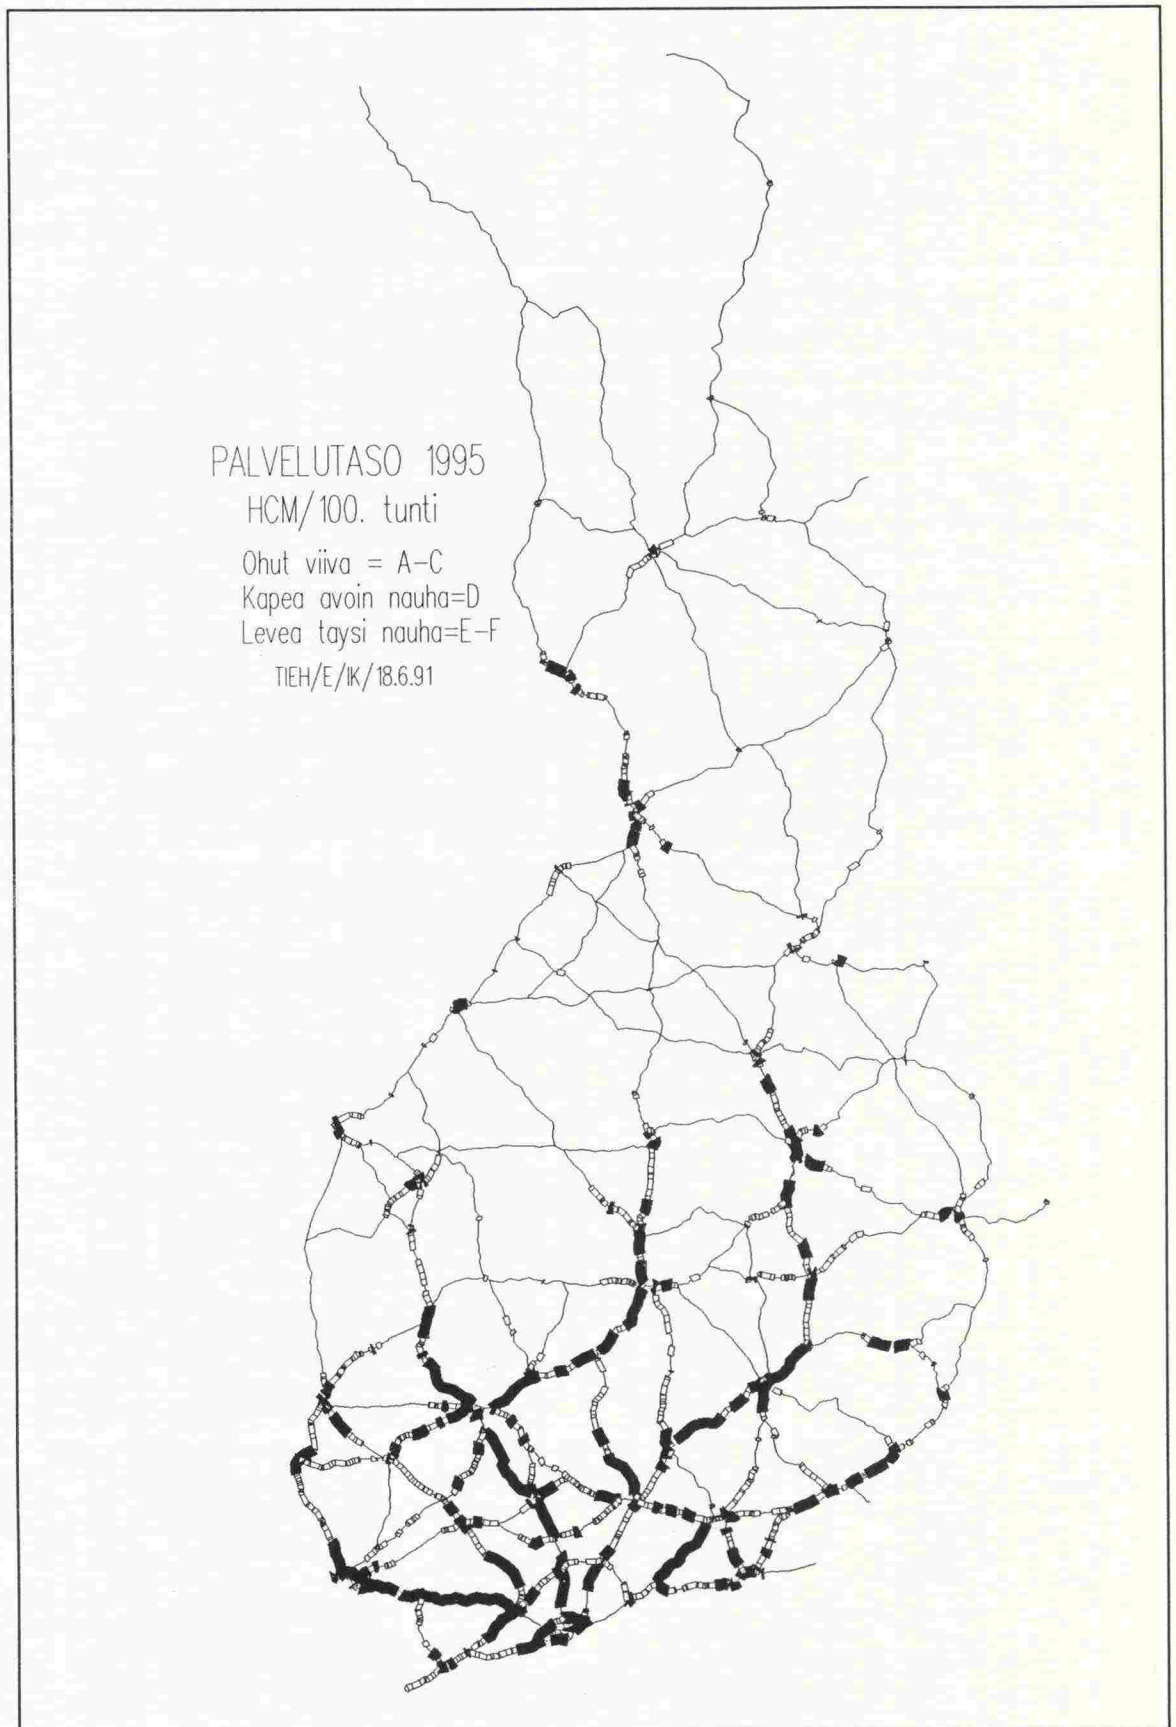 PALVELUTASO 1995
HCM/100. tunti
Ohut viiva = A-C
Kapea avoin nauha=D
Levea taysi nauha=E-F
TIEH/E/IK/18.6.91